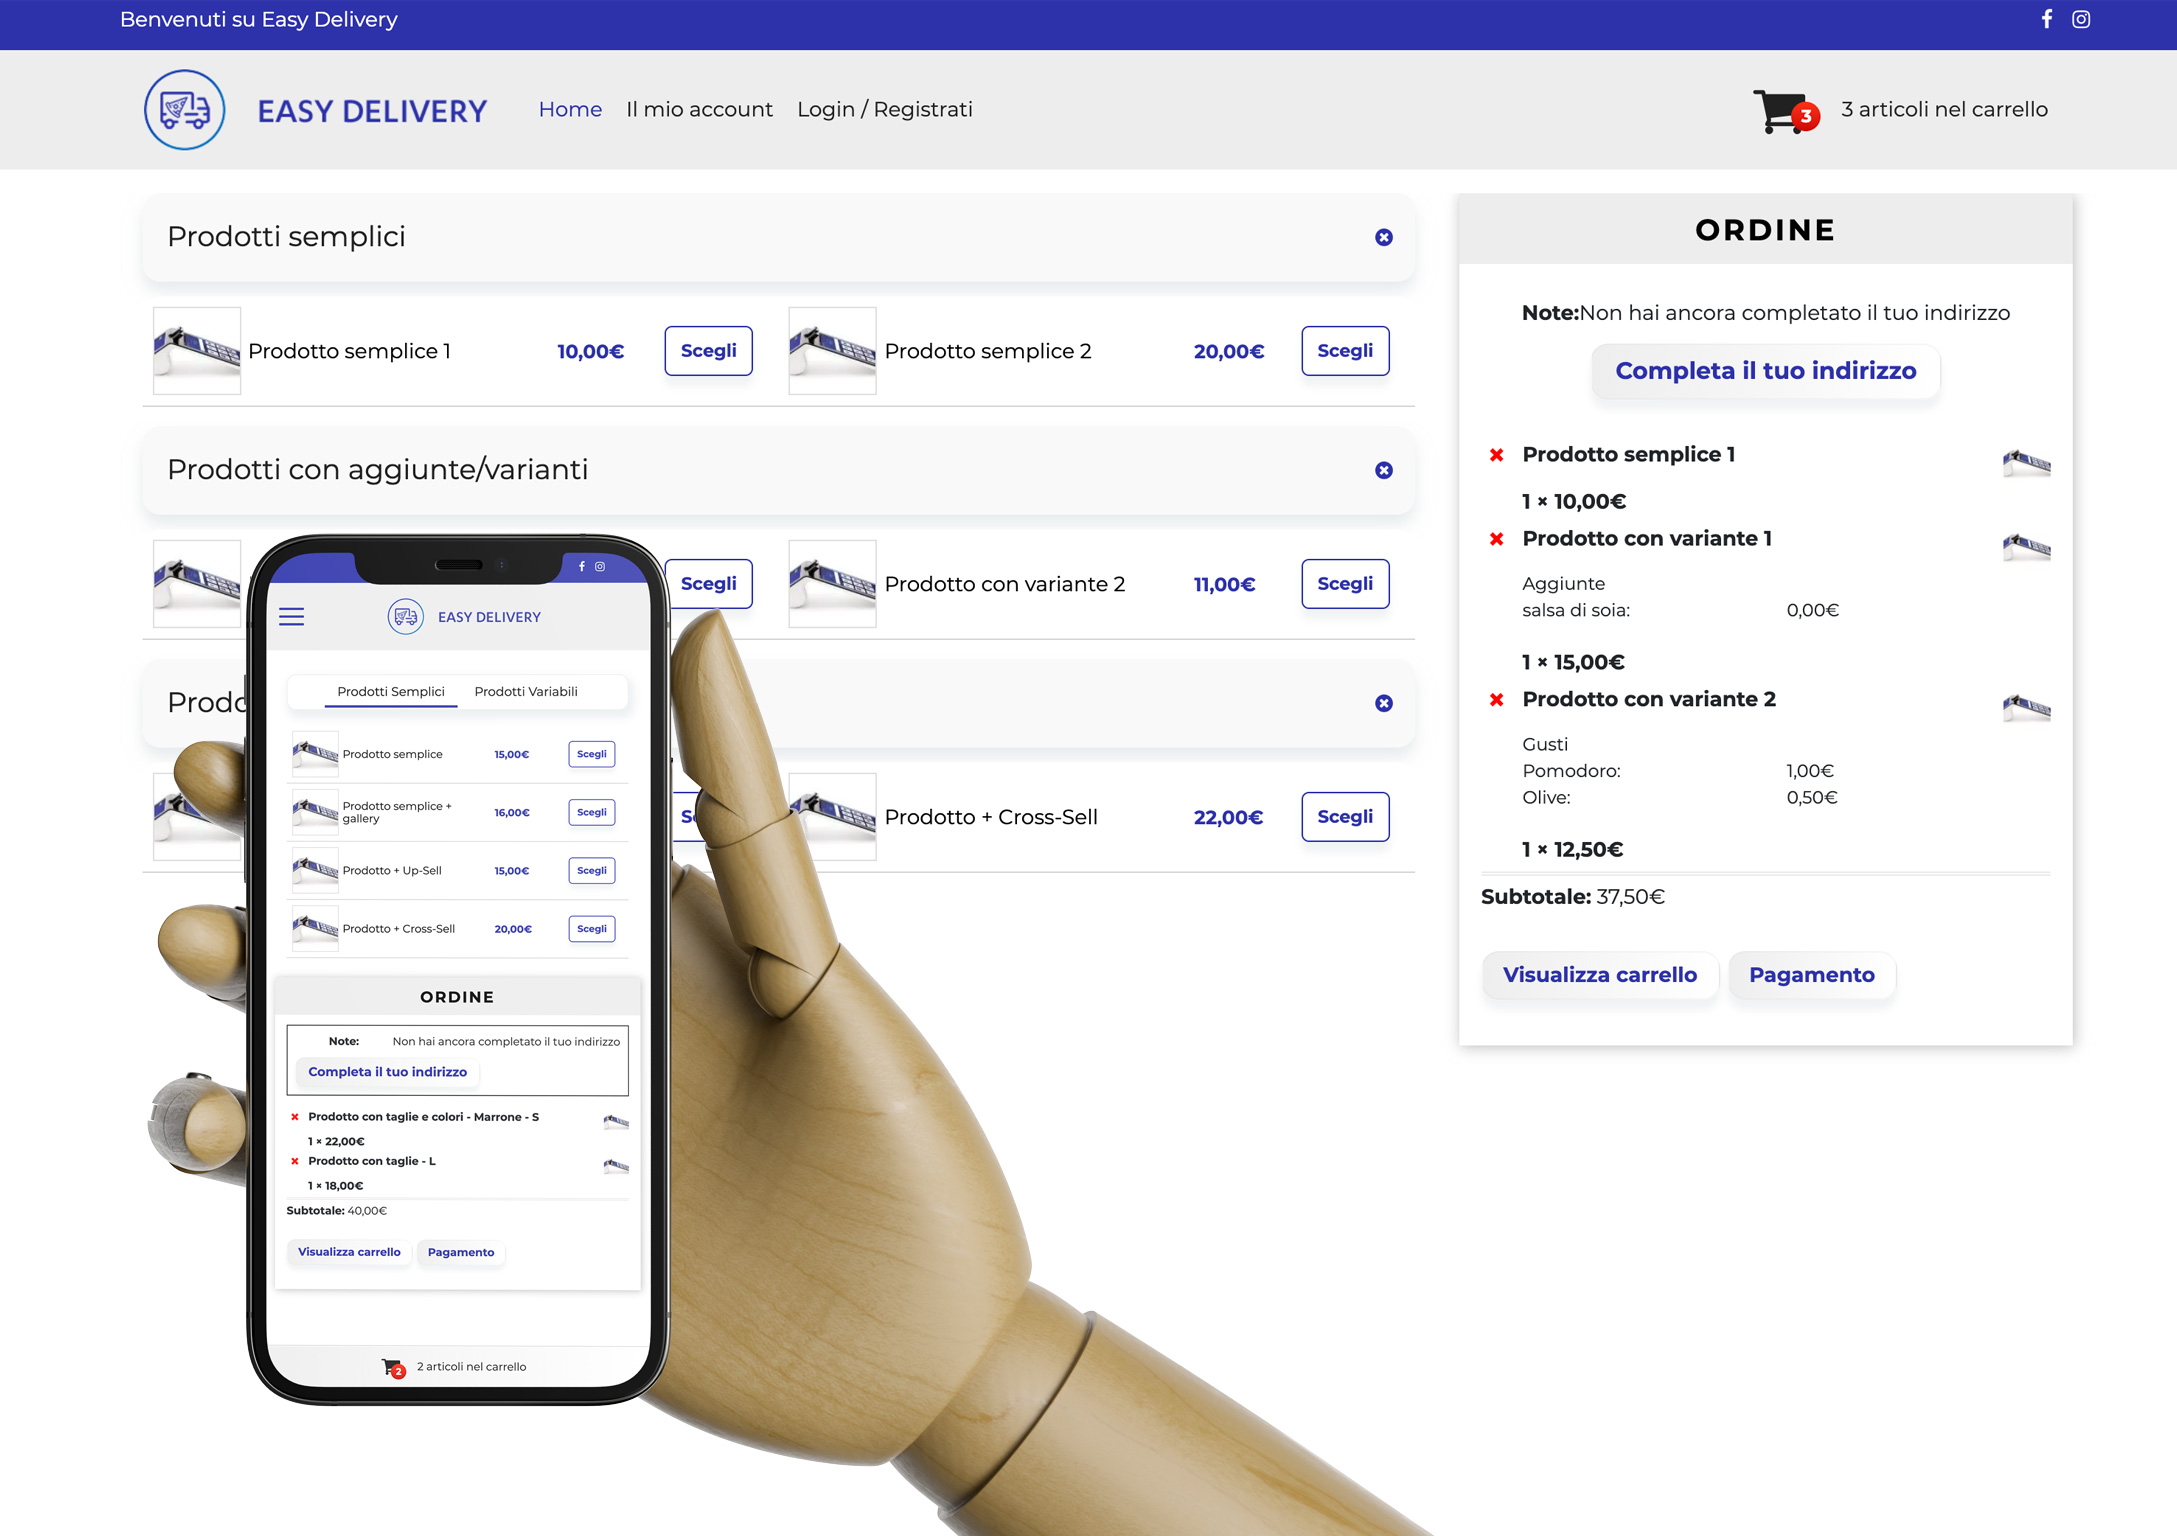 Benvenuti su Easy Delivery
EASY DELIVERY
Home
Il mio account
Login / Registrati
3
3 articoli nel carrello
Prodotti semplici
Prodotto semplice 1
10,00€
Scegli
Prodotto semplice 2
20,00€
Scegli
Prodotti con aggiunte/varianti
Scegli
Prodotto con variante 2
11,00€
Scegli
Prodotto + Cross-Sell
22,00€
Scegli
ORDINE
Note:Non hai ancora completato il tuo indirizzo
Completa il tuo indirizzo
Prodotto semplice 1
1 × 10,00€
Prodotto con variante 1
Aggiunte
salsa di soia: 0,00€
1 × 15,00€
Prodotto con variante 2
Gusti
Pomodoro: 1,00€
Olive: 0,50€
1 × 12,50€
Subtotale: 37,50€
Visualizza carrello
Pagamento
EASY DELIVERY
Prodotti Semplici
Prodotti Variabili
Prodotto semplice
15,00€
Scegli
Prodotto semplice +
gallery
16,00€
Scegli
Prodotto + Up-Sell
15,00€
Scegli
Prodotto + Cross-Sell
20,00€
Scegli
ORDINE
Note: Non hai ancora completato il tuo indirizzo
Completa il tuo indirizzo
Prodotto con taglie e colori - Marrone - S
1 × 22,00€
Prodotto con taglie - L
1 × 18,00€
Subtotale: 40,00€
Visualizza carrello
Pagamento
2
2 articoli nel carrello